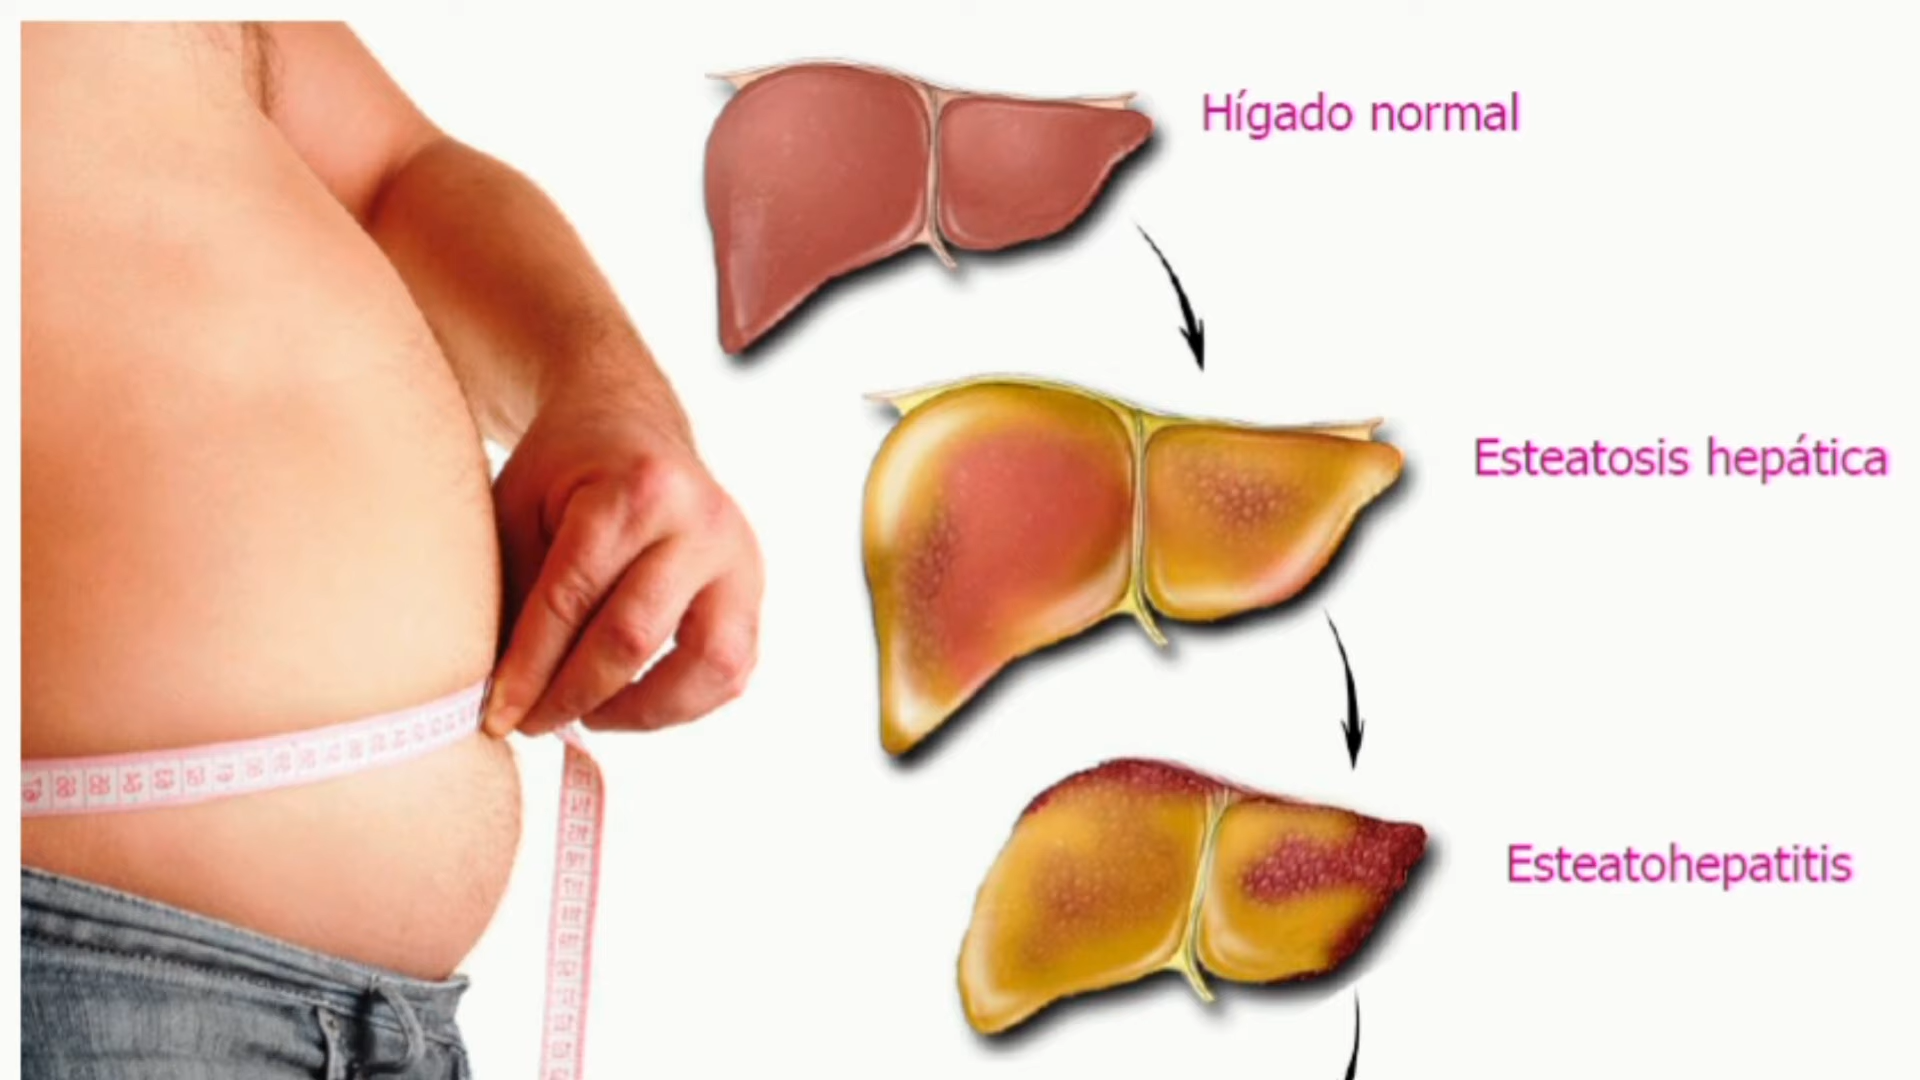 Hígado normal
Esteatosis hepática
Esteatohepatitis